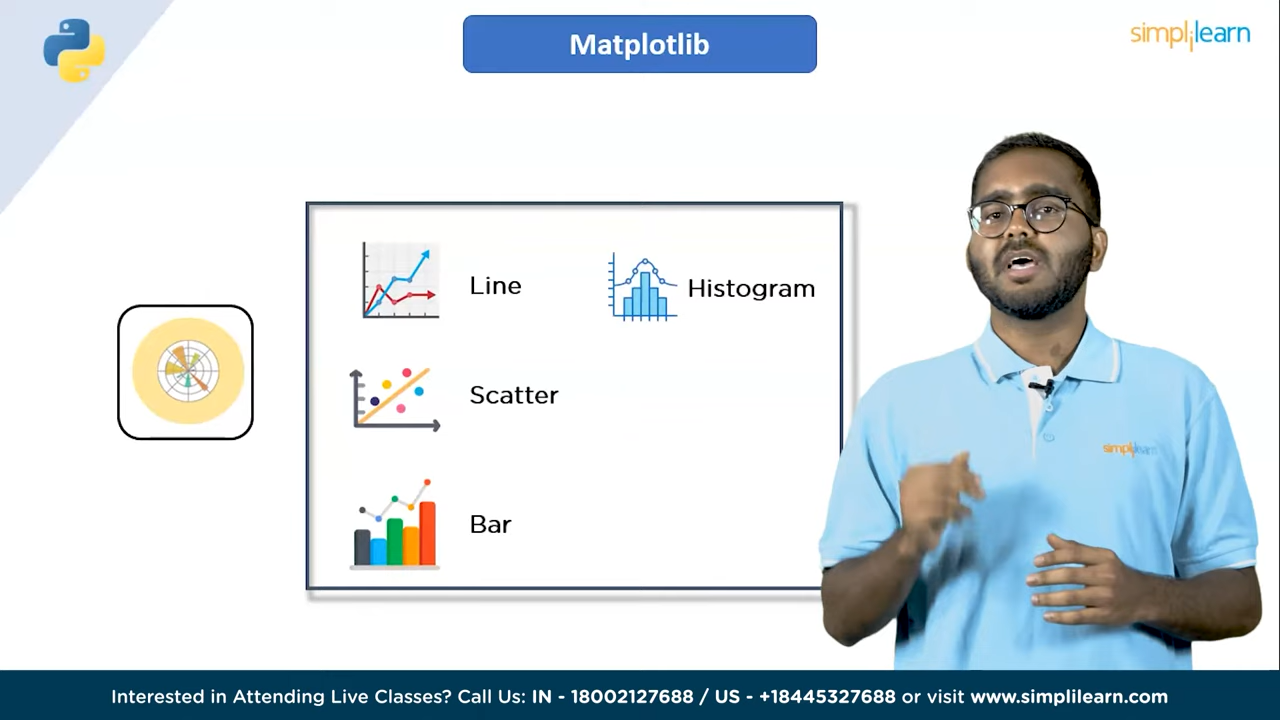 Matplotlib
simplilearn
Line
Histogram
Scatter
Bar
simplilearn
Interested in Attending Live Classes? Call Us: IN - 18002127688 / US - +18445327688 or visit www.simplilearn.com